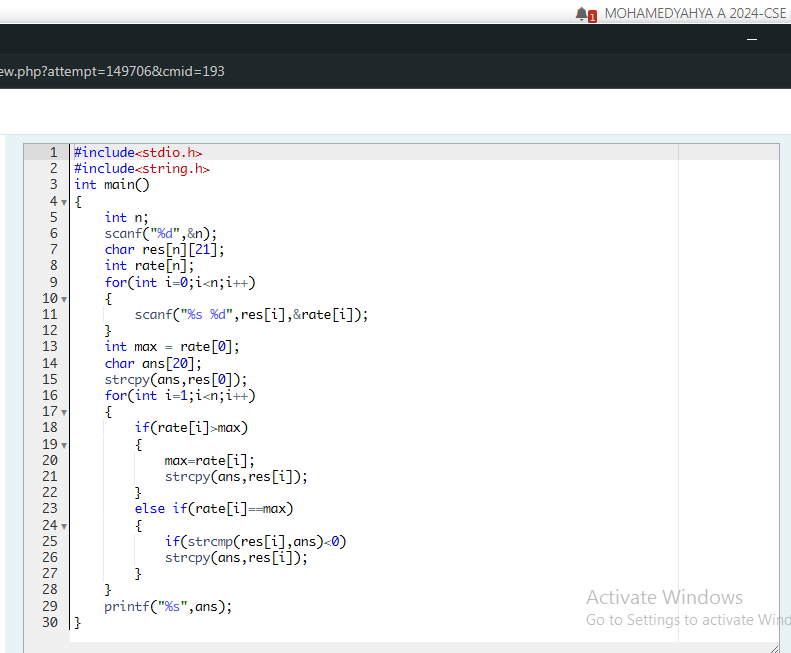 1 MOHAMEDYAHYA A 2024-CSE
ew.php?attempt=149706&cmid=193
1 #include<stdio.h>
2 #include<string.h>
3 int main()
4 {
5     int n;
6     scanf("%d",&n);
7     char res[n][21];
8     int rate[n];
9     for(int i=0;i<n;i++)
10     {
11         scanf("%s %d",res[i],&rate[i]);
12     }
13     int max = rate[0];
14     char ans[20];
15     strcpy(ans,res[0]);
16     for(int i=1;i<n;i++)
17     {
18         if(rate[i]>max)
19         {
20             max=rate[i];
21             strcpy(ans,res[i]);
22         }
23         else if(rate[i]==max)
24         {
25             if(strcmp(res[i],ans)<0)
26             strcpy(ans,res[i]);
27         }
28     }
29     printf("%s",ans);
30 }
Activate Windows
Go to Settings to activate Wind